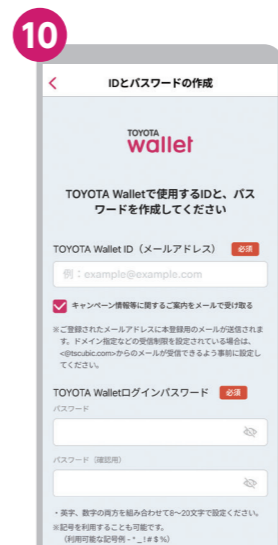 10
IDとパスワードの作成
TOYOTA
wallet
TOYOTA Walletで使用するIDと、パス
ワードを作成してください
TOYOTA Wallet ID（メールアドレス） 必須
例：example@example.com
キャンペーン情報等に関するご案内をメールで受け取る
※ご登録されたメールアドレスに本登録用のメールが送信されま
す。ドメイン指定などの受信制限を設定されている場合は、
<@tscubic.com>からのメールが受信できるよう事前に設定し
てください。
TOYOTA Walletログインパスワード 必須
パスワード
パスワード（確認用）
・英字、数字の両方を組み合わせて8〜20文字で設定ください。
※記号を利用することも可能です。
（利用可能な記号例 - * _ ! # $ %）